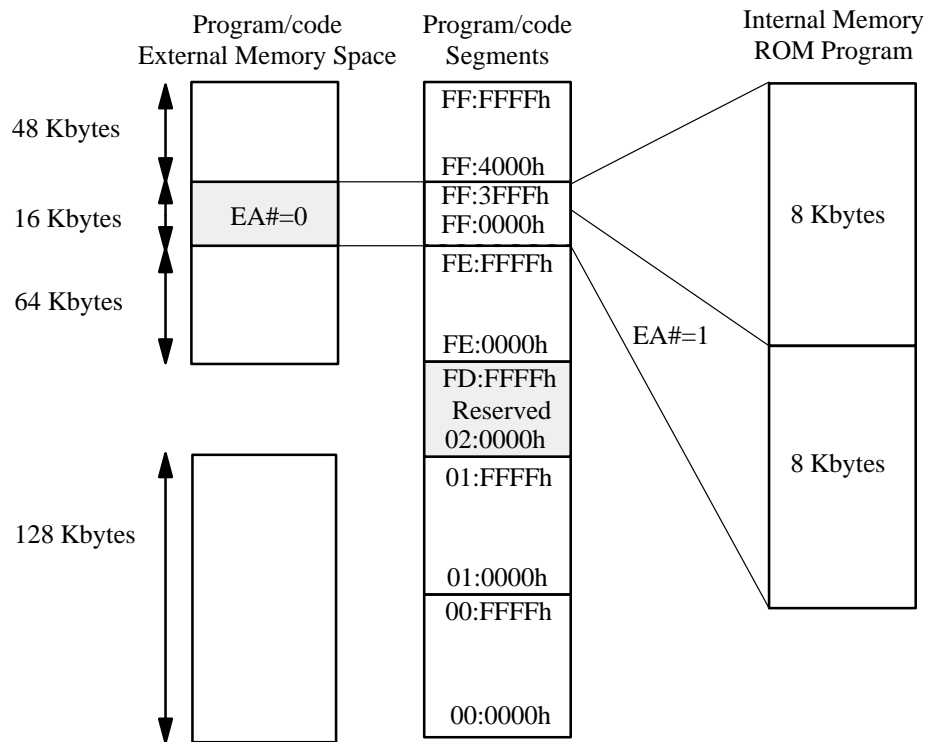 Program/code
External Memory Space
Program/code
Segments
Internal Memory
ROM Program
48 Kbytes
16 Kbytes
64 Kbytes
128 Kbytes
EA#=0
FF:FFFFh
FF:4000h
FF:3FFFh
FF:0000h
FE:FFFFh
FE:0000h
FD:FFFFh
Reserved
02:0000h
01:FFFFh
01:0000h
00:FFFFh
00:0000h
EA#=1
8 Kbytes
8 Kbytes